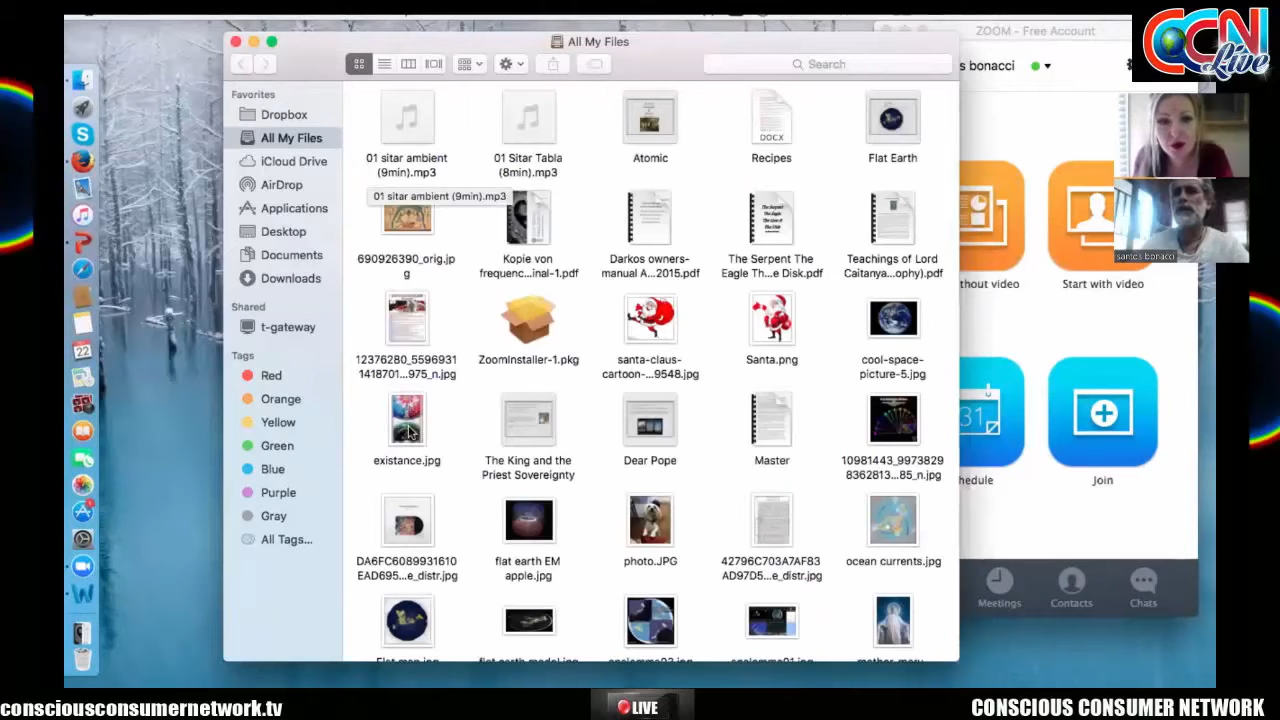 All My Files
ZOOM - Free Account
CCN
Live
Search
s bonacci
Favorites
Dropbox
All My Files
iCloud Drive
AirDrop
Applications
Desktop
Documents
Downloads
Shared
t-gateway
Tags
Red
Orange
Yellow
Green
Blue
Purple
Gray
All Tags...
01 sitar ambient
(9min).mp3
01 Sitar Tabla
(8min).mp3
Atomic
DOCX
Recipes
Flat Earth
01 sitar ambient (9min).mp3
690926390_orig.jp
g
Kopie von
frequenc...inal-1.pdf
Darkos owners-
manual A...2015.pdf
The Serpent The
Eagle Th...e Disk.pdf
Teachings of Lord
Caitanya...ophy).pdf
12376280_5596931
1418701...975_n.jpg
ZoomInstaller-1.pkg
santa-claus-
cartoon-...9548.jpg
Santa.png
cool-space-
picture-5.jpg
existance.jpg
The King and the
Priest Sovereignty
Dear Pope
Master
10981443_9973829
8362813...85_n.jpg
DA6FC6089931610
EAD695...e_distr.jpg
flat earth EM
apple.jpg
photo.JPG
42796C703A7AF83
AD97D5...e_distr.jpg
ocean currents.jpg
santos bonacci
thout video
Start with video
31
hedule
Join
Meetings
Contacts
Chats
22
consciousconsumernetwork.tv
LIVE
CONSCIOUS CONSUMER NETWORK